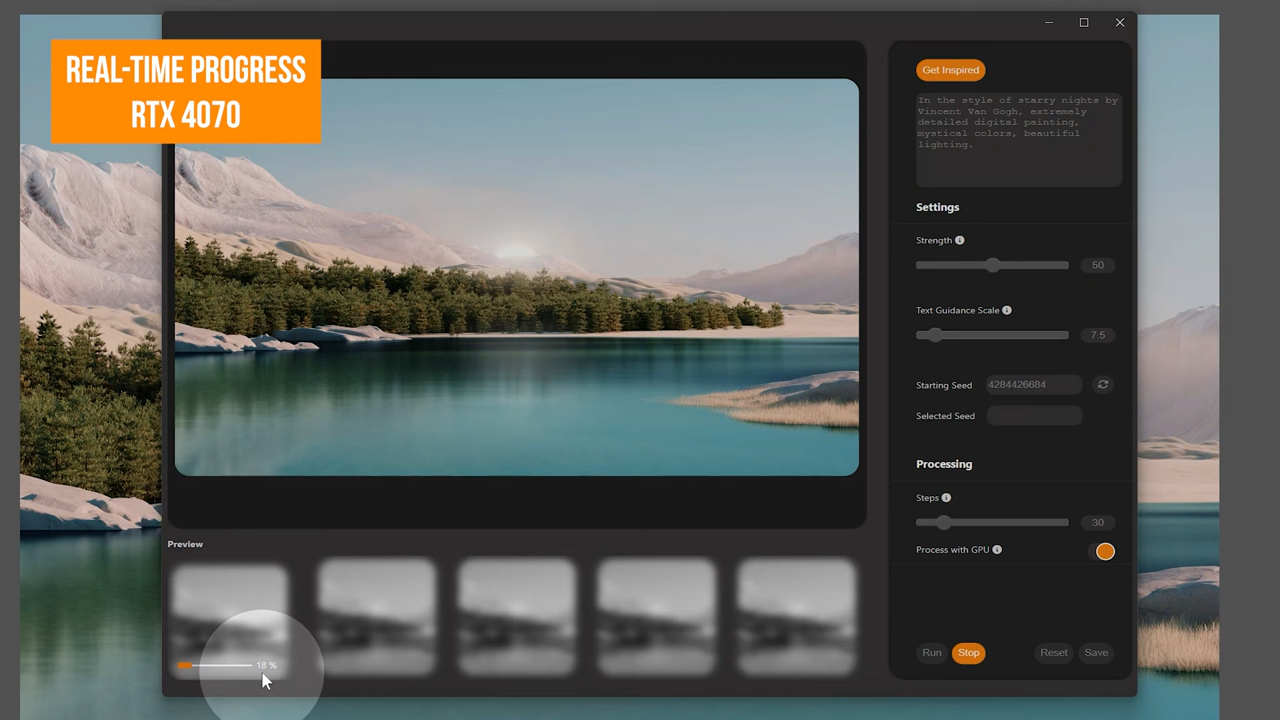 REAL-TIME PROGRESS
RTX 4070
Get Inspired
In the style of starry nights by
Vincent Van Gogh, extremely
detailed digital painting,
mystical colors, beautiful
lighting.
Settings
Strength
50
Text Guidance Scale
7.5
Starting Seed 4284426684
Selected Seed
Processing
Steps
30
Process with GPU
Preview
18 %
Run Stop Reset Save